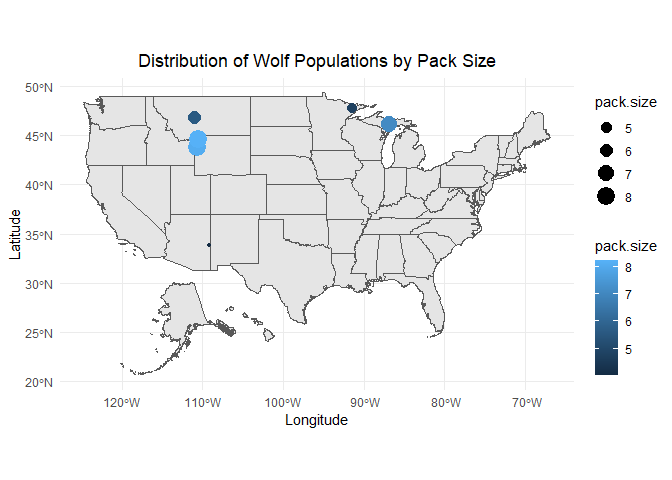 Distribution of Wolf Populations by Pack Size
50°N
45°N
40°N
35°N
30°N
25°N
20°N
Latitude
120°W 110°W 100°W 90°W 80°W 70°W
Longitude
pack.size
5
6
7
8
pack.size
8
7
6
5